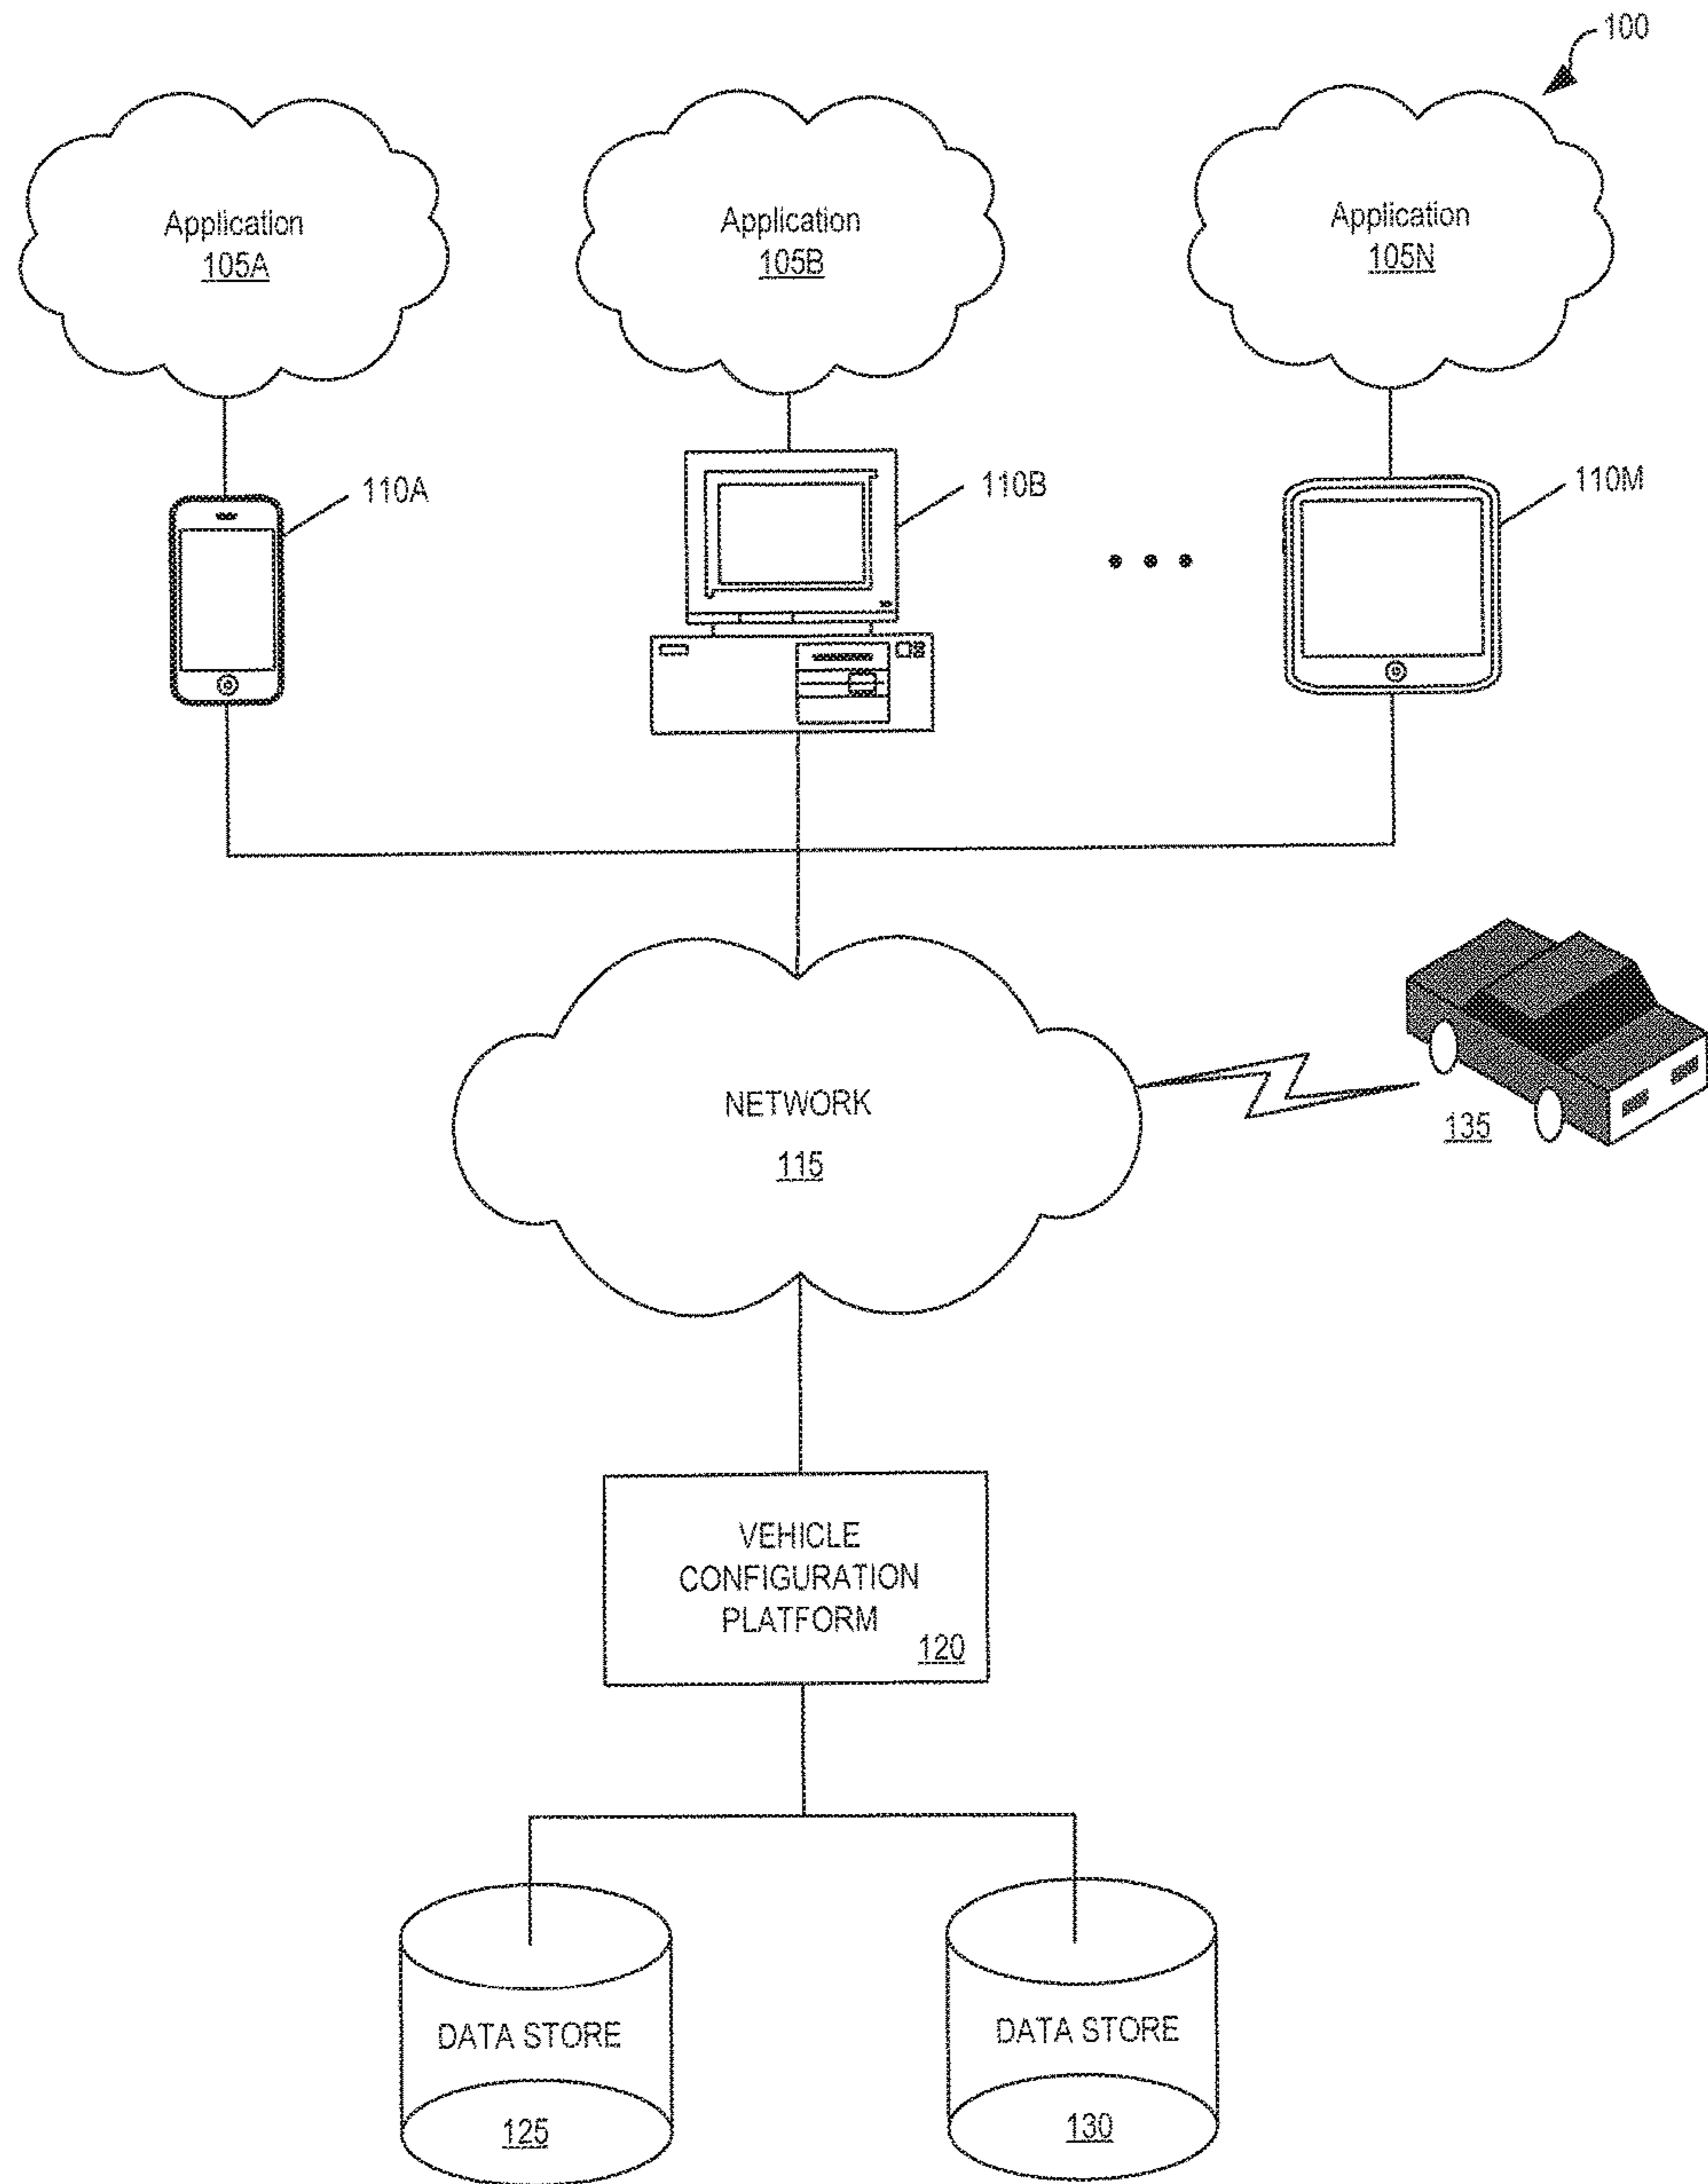 100
Application
105A
Application
105B
Application
105N
110A
110B
110M
NETWORK
115
135
VEHICLE
CONFIGURATION
PLATFORM
120
DATA STORE
125
DATA STORE
130